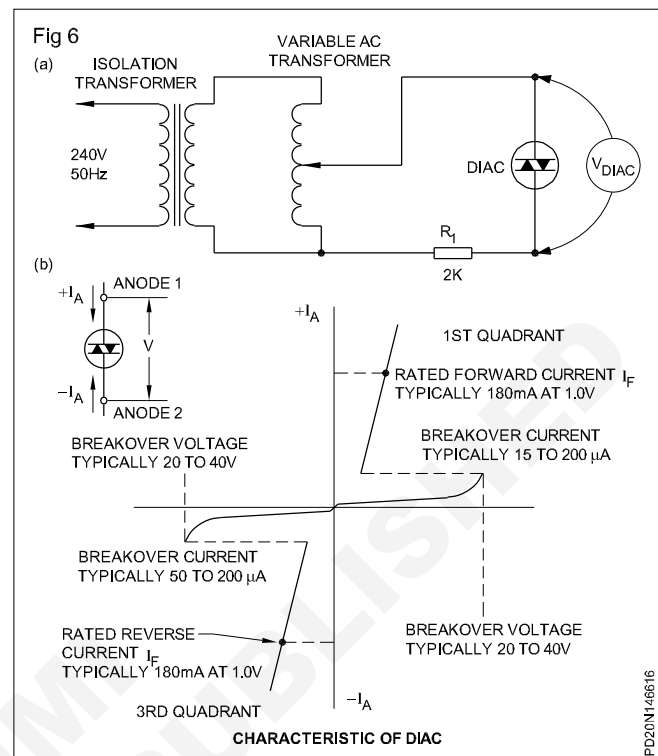 Fig 6
(a)
ISOLATION
TRANSFORMER
VARIABLE AC
TRANSFORMER
240V
50Hz
DIAC
V DIAC
R1
2K
(b)
+IA
ANODE 1
V
-IA
ANODE 2
+IA
1ST QUADRANT
RATED FORWARD CURRENT IF
TYPICALLY 180mA AT 1.0V
BREAKOVER VOLTAGE
TYPICALLY 20 TO 40V
BREAKOVER CURRENT
TYPICALLY 15 TO 200 µA
BREAKOVER CURRENT
TYPICALLY 50 TO 200 µA
RATED REVERSE
CURRENT IF
TYPICALLY 180mA AT 1.0V
BREAKOVER VOLTAGE
TYPICALLY 20 TO 40V
-IA
3RD QUADRANT
CHARACTERISTIC OF DIAC
PD20N146616